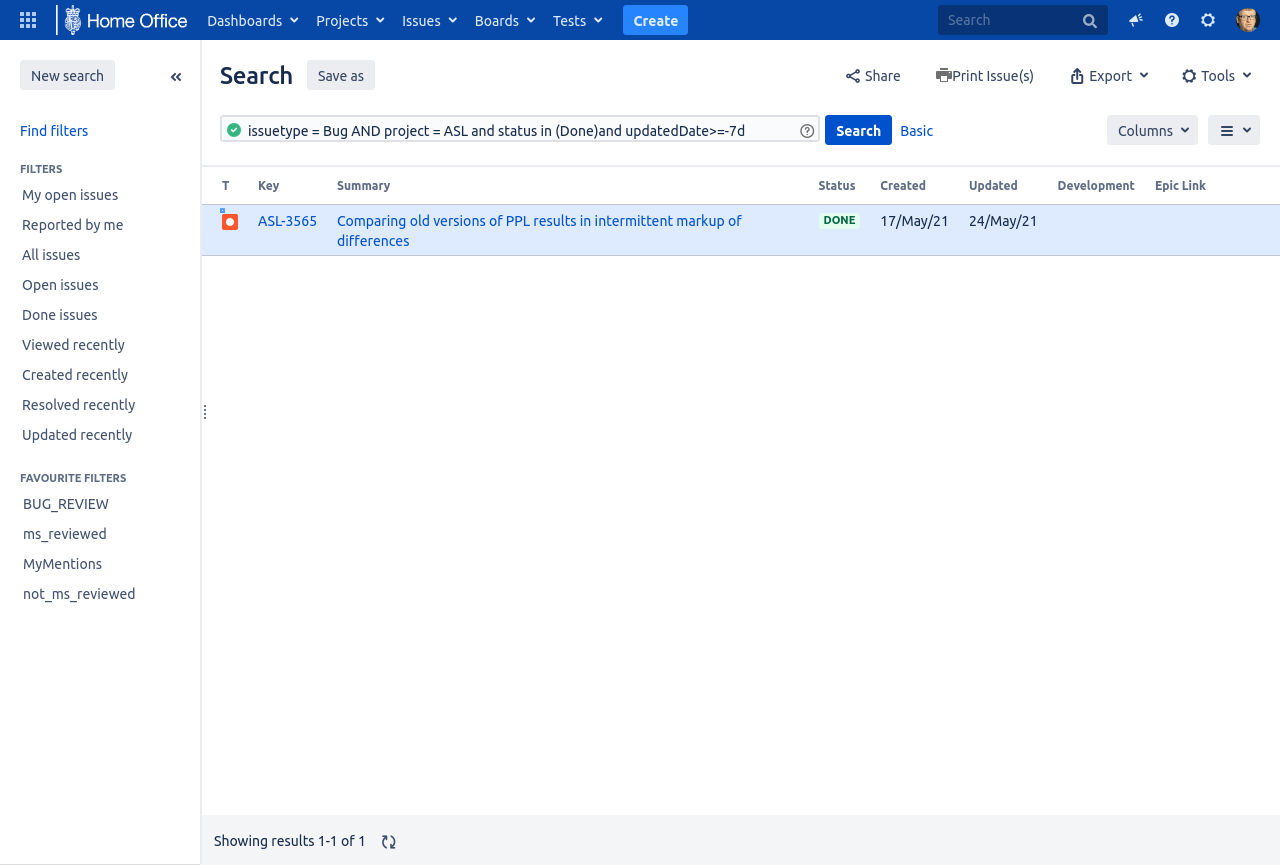 Home Office Dashboards Projects Issues Boards Tests Create Search
New search
Find filters
FILTERS
My open issues
Reported by me
All issues
Open issues
Done issues
Viewed recently
Created recently
Resolved recently
Updated recently
FAVOURITE FILTERS
BUG_REVIEW
ms_reviewed
MyMentions
not_ms_reviewed
Search Save as Share Print Issue(s) Export Tools
issuetype = Bug AND project = ASL and status in (Done)and updatedDate>=-7d Search Basic Columns
T Key Summary Status Created Updated Development Epic Link
ASL-3565 Comparing old versions of PPL results in intermittent markup of DONE 17/May/21 24/May/21
differences
Showing results 1-1 of 1